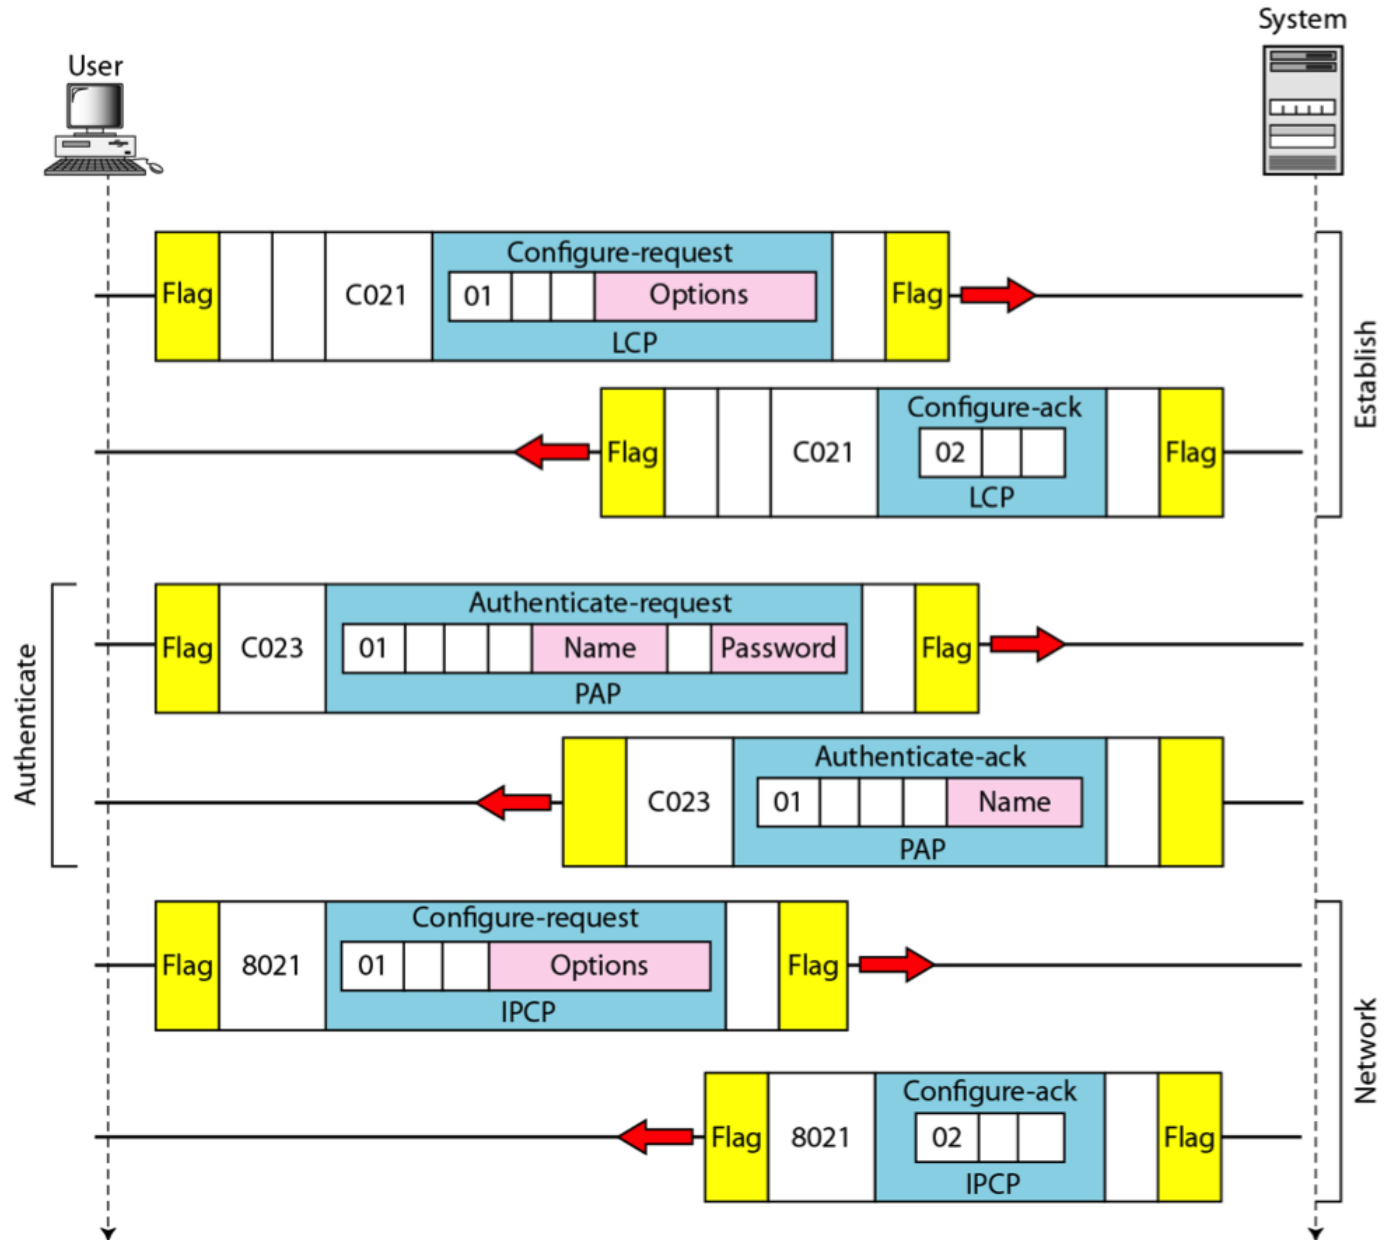 System
User
Configure-request
Flag C021 01 Options Flag
LCP
Establish
Configure-ack
Flag C021 02 Flag
LCP
Authenticate
Authenticate-request
Flag C023 01 Name Password Flag
PAP
Authenticate-ack
C023 01 Name
PAP
Network
Configure-request
Flag 8021 01 Options Flag
IPCP
Configure-ack
Flag 8021 02 Flag
IPCP